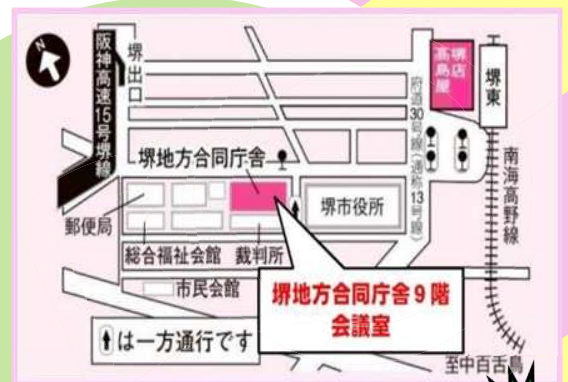 N
阪神高速15号堺線
堺出口
高島屋
堺店
堺東
府道30号線(通称13号線)
南海高野線
堺地方合同庁舎
郵便局
堺市役所
総合福祉会館
裁判所
市民会館
堺地方合同庁舎9階
会議室
は一方通行です
至中百舌鳥